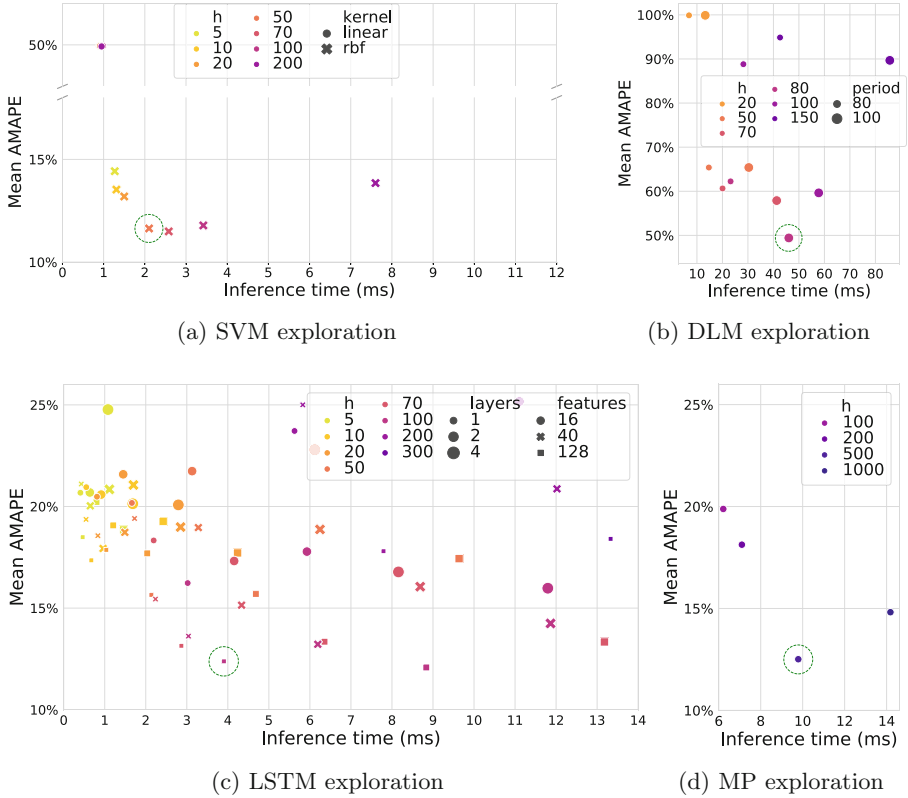 50%
15%
10%
Mean AMAPE
h
5
10
20
50
70
100
200
kernel
linear
rbf
0 1 2 3 4 5 6 7 8 9 10 11 12
Inference time (ms)
(a) SVM exploration
100%
90%
80%
70%
60%
50%
Mean AMAPE
h
20
50
70
80
100
150
period
80
100
10 20 30 40 50 60 70 80
Inference time (ms)
(b) DLM exploration
25%
20%
15%
10%
Mean AMAPE
h
5
10
20
50
70
100
200
300
layers
1
2
4
features
16
40
128
0 1 2 3 4 5 6 7 8 9 10 11 12 13 14
Inference time (ms)
(c) LSTM exploration
25%
20%
15%
10%
Mean AMAPE
h
100
200
500
1000
6 8 10 12 14
Inference time (ms)
(d) MP exploration